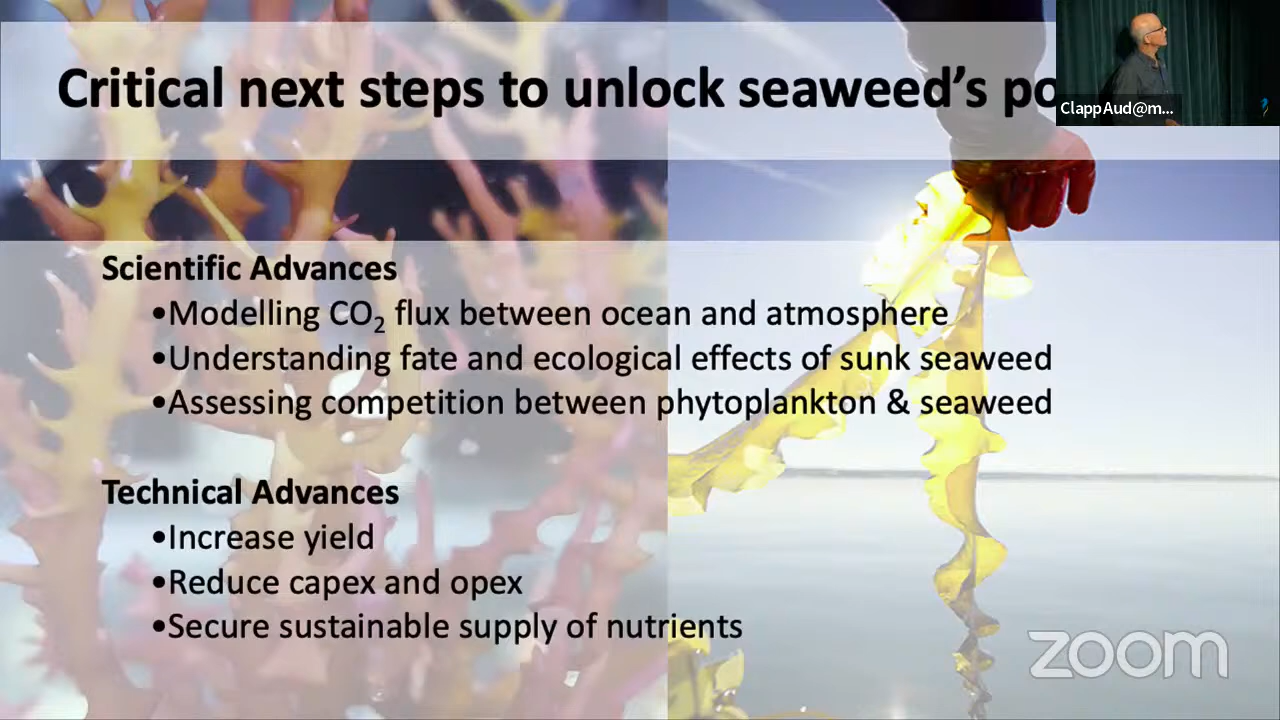 Critical next steps to unlock seaweed’s po
ClappAud@m...
Scientific Advances
•Modelling CO₂ flux between ocean and atmosphere
•Understanding fate and ecological effects of sunk seaweed
•Assessing competition between phytoplankton & seaweed
Technical Advances
•Increase yield
•Reduce capex and opex
•Secure sustainable supply of nutrients
zoom